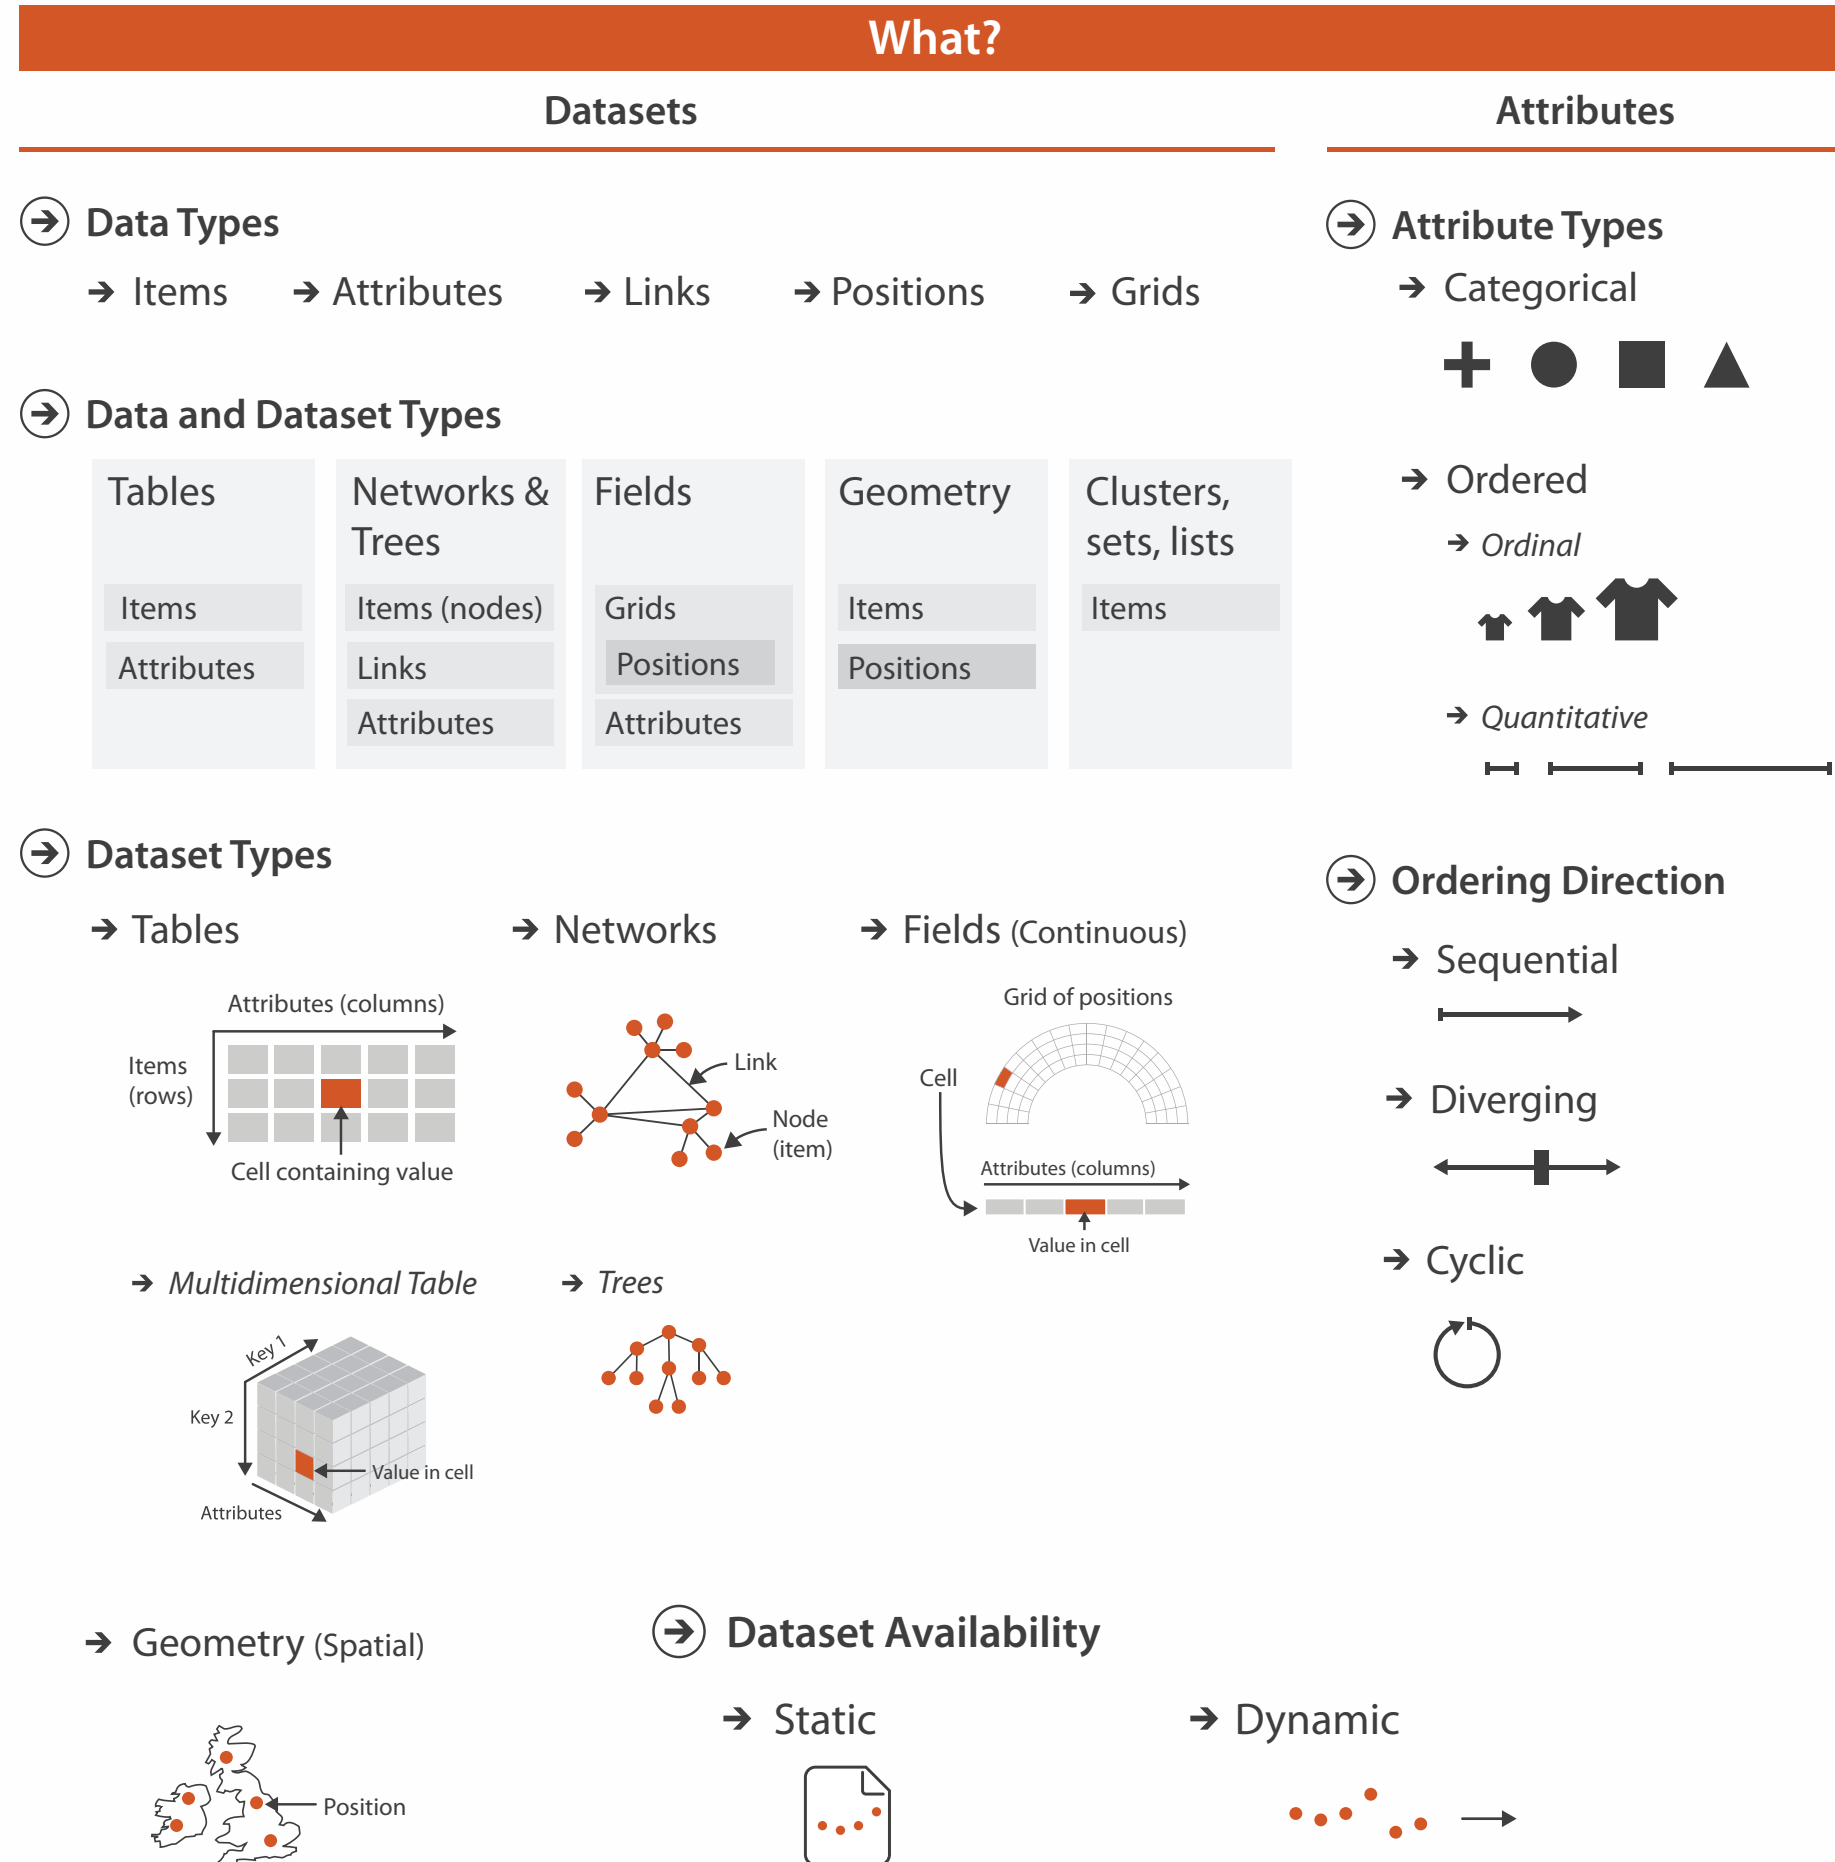 What?
Datasets
Attributes
Data Types
Items
Attributes
Links
Positions
Grids
Data and Dataset Types
Tables
Items
Attributes
Networks &
Trees
Items (nodes)
Links
Attributes
Fields
Grids
Positions
Attributes
Geometry
Items
Positions
Clusters,
sets, lists
Items
Dataset Types
Tables
Attributes (columns)
Items
(rows)
Cell containing value
Networks
Link
Node
(item)
Fields (Continuous)
Grid of positions
Cell
Attributes (columns)
Value in cell
Multidimensional Table
Key 1
Key 2
Value in cell
Attributes
Trees
Geometry (Spatial)
Position
Dataset Availability
Static
Dynamic
Attribute Types
Categorical
Ordered
Ordinal
Quantitative
Ordering Direction
Sequential
Diverging
Cyclic